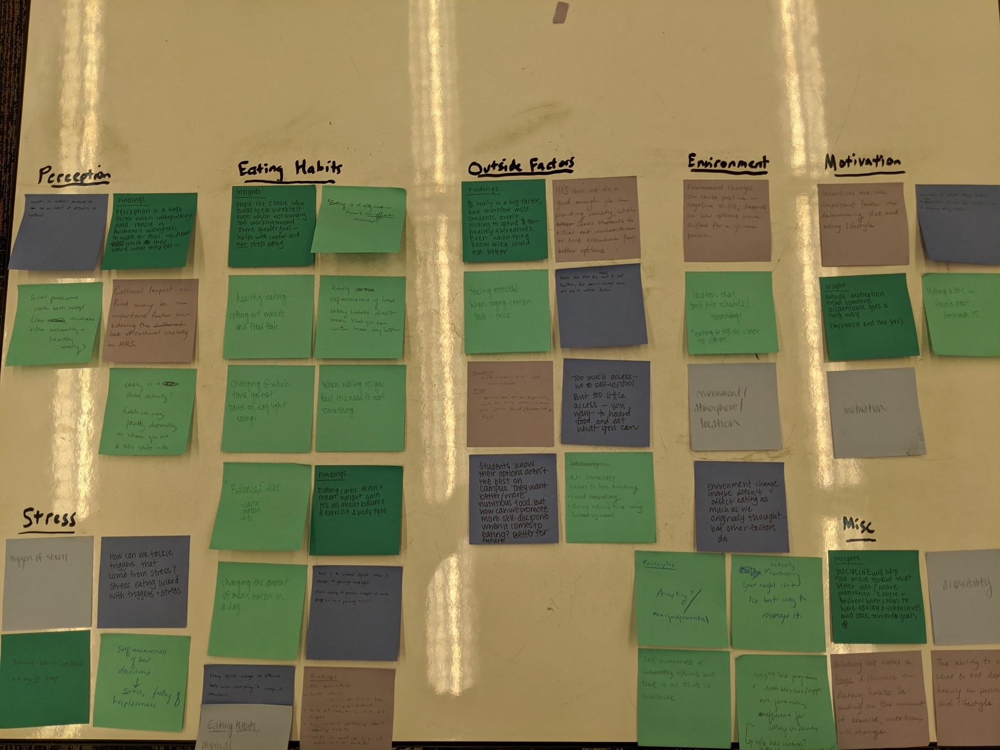 Perception
Findings
Perception is a huge
factor when interpreting
data. Kenzie vs
Andrew's willingness
to walk for food. ⇒ shows
how much they
value what they eat
Social pressures
work both ways
(can motivate
either unhealthy or
healthy
eating)
Cultural Impact on
food may be an
important factor con-
sidering the cultural
lack of cultural variety
in HFS.
eating is a
social activity?
habits can vary
greatly depending
on where you are
& who you're with
Stress
triggers of stress
How can we tackle
triggers that
come from stress?
Stress eating linked
with triggers + stress
Difference between emotional
and physical hunger
Self awareness
of bad
decisions
↓
stress, feeling of
helplessness
Eating Habits
Insights
People like Kenzie who
choose to eat breakfast
even when not hungry
are working toward
some greater goal —
helps with control and
not stress eating
"Eating is a way out —
there's no effort
involved"
healthy eating --
cutting out sweets
and fried foods
Having
self-awareness of
eating habits doesn't
mean that you can
control them any better
changing @ which
time you eat
based on daylight
savings
When waking up, you
feel the need to eat
something
"Balanced" diet
-carbs
-protein
-etc
Findings
Eating carbs doesn't
mean weight gain
It's all about balance
& exercise & body type
changing the amount
of meals eaten in
a day
cycle when it
comes to gaining weight
Eating habits change to different
levels when undergoing a change of
environment
Eating Habits,
physical
Findings
- No breakfast
Outside Factors
Findings
$ really is a big factor,
and therefore most
students aren't
willing to spend $ for
healthy alternatives.
Even when they
know they could
eat better
HFS does not do a
good enough job in
providing variety, which
either leads students to
either eat unhealthier
or look elsewhere for
better options
feeling restricted
when buying certain
foods -- price
People feel that they need/want to eat
healthier. But doesn't always work
out due to outside factors
Too much access —
no self-control
But too little
access — you
want to hoard
food and eat
what you can
Students know
their options aren't
the best on
campus. They want
better/more
nutritious food. But
how can we promote
more self-discipline
when it comes to
eating? Better for
future
INSIGHTS
• No BREAKFAST
Leads to late snacking
• Food hoarding
• dining options are very
limited by meal
Environment
Environment changes
can cause positive or
negative shifts; depends
on how options have
shifted for a given
person.
location that
best fits schedule/
surroundings
"eating @ HUB b/c closer
to classes"
environment/
atmosphere/
location
Environment change
maybe doesn't
affect eating as
much as we
originally thought—
but other factors
do
Principles
Accepting?/
non-judgemental
actively
controlling
your weight isn't
the best way to
manage it.
Self awareness of
unhealthy options but
that is all that is
available
weight loss programs
diet services/apps
are generally
ineffective for
college students
who has control?
Motivation
Incentives are an
important factor in
determining diet and
eating lifestyle
Insight
outside motivation
from someone
accountable goes a
long way
(w/ Kenzie and the bet)
Making a bet w/
friend about
freshman 15
motivation
Misc
Insights
DISCIPLINE will help
you move toward that
better diet / more
motivation. Kenzie +
Andrew both seem to
have educated themselves
and stick towards goals
accessibility
Working out makes a
huge difference on
dietary habits. De-
pending on the amount
of exercise, nutrition
will change.
The ability to
what to eat
heavily on
and lifestyle